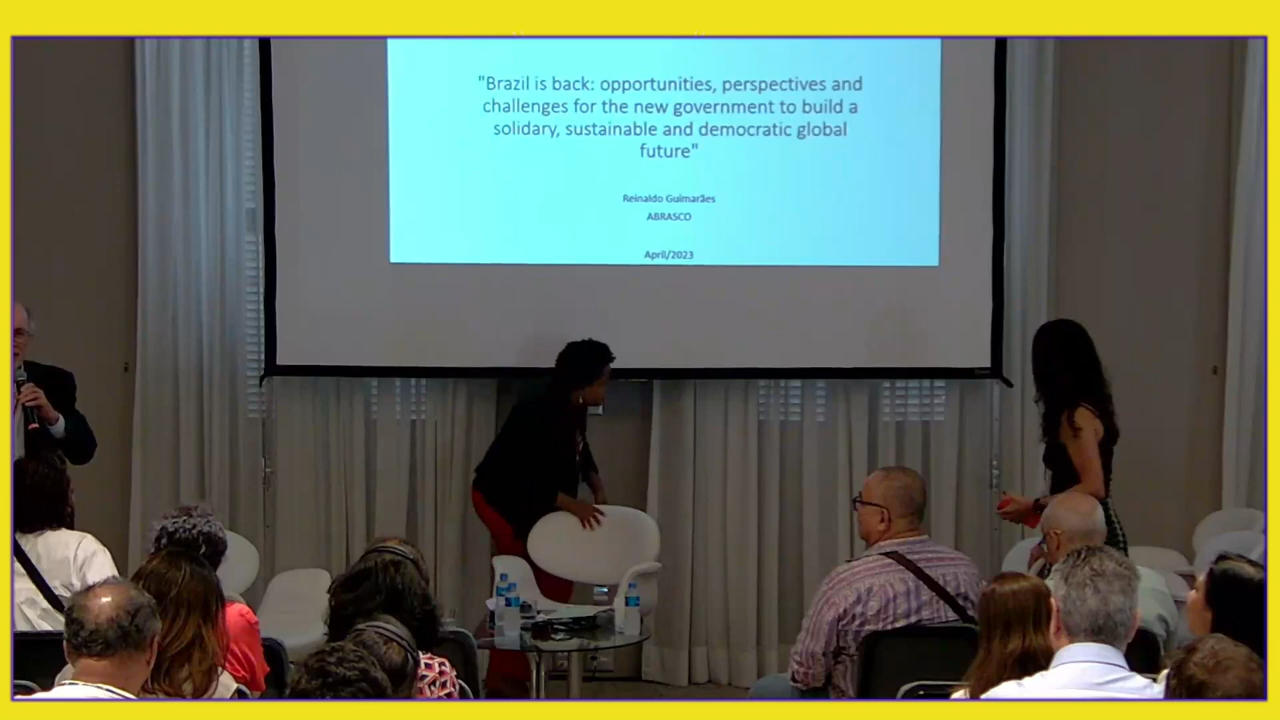 "Brazil is back: opportunities, perspectives and
challenges for the new government to build a
solidary, sustainable and democratic global
future"
Reinaldo Guimarães
ABRASCO
April/2023